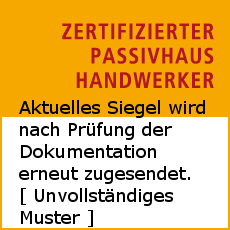 ZERTIFIZIERTER
PASSIVHAUS
HANDWERKER
Aktuelles Siegel wird
nach Prüfung der
Dokumentation
erneut zugesendet.
[ Unvollständiges
Muster ]